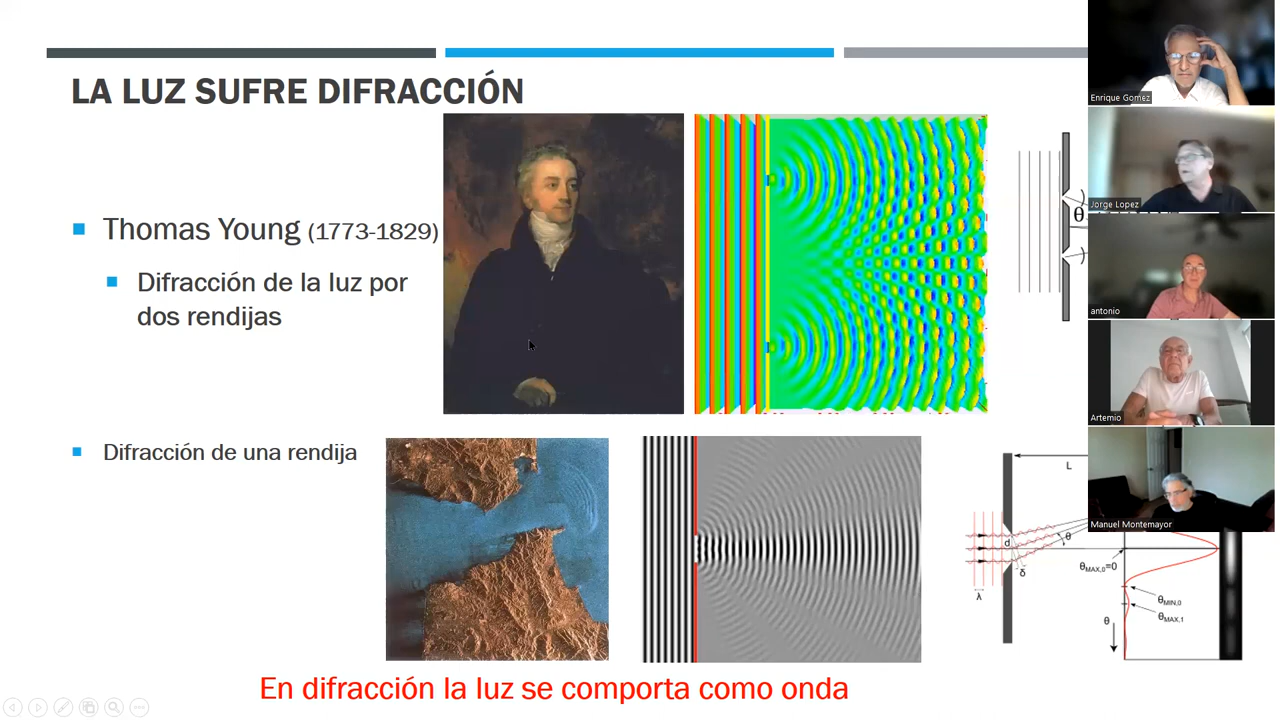 LA LUZ SUFRE DIFRACCIÓN
Thomas Young (1773-1829)
Difracción de la luz por
dos rendijas
Difracción de una rendija
En difracción la luz se comporta como onda
θ
L
d
θ
δ
λ
θMAX,0=0
θMIN,0
θMAX,1
θ
Enrique Gomez
Jorge Lopez
antonio
Artemio
Manuel Montemayor